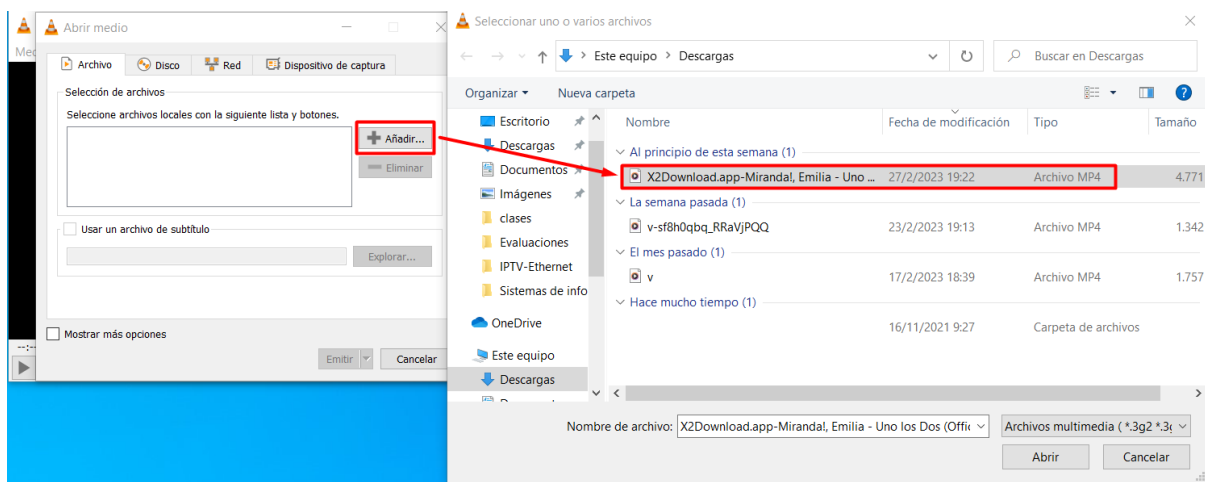 Abrir medio
Med
Archivo
Disco
Red
Dispositivo de captura
Selección de archivos
Seleccione archivos locales con la siguiente lista y botones.
Añadir...
Eliminar
Usar un archivo de subtítulo
Explorar...
Mostrar más opciones
--:--
Emitir
Cancelar
Seleccionar uno o varios archivos
Este equipo > Descargas
Buscar en Descargas
Organizar
Nueva carpeta
Escritorio
Descargas
Documentos
Imágenes
clases
Evaluaciones
IPTV-Ethernet
Sistemas de info
OneDrive
Este equipo
Descargas
Nombre Fecha de modificación Tipo Tamaño
Al principio de esta semana (1)
X2Download.app-Miranda!, Emilia - Uno ... 27/2/2023 19:22 Archivo MP4 4.771
La semana pasada (1)
v-sf8h0qbq_RRaVjPQQ 23/2/2023 19:13 Archivo MP4 1.342
El mes pasado (1)
v 17/2/2023 18:39 Archivo MP4 1.757
Hace mucho tiempo (1)
16/11/2021 9:27 Carpeta de archivos
Nombre de archivo: X2Download.app-Miranda!, Emilia - Uno los Dos (Offic
Archivos multimedia ( *.3g2 *.3g
Abrir
Cancelar